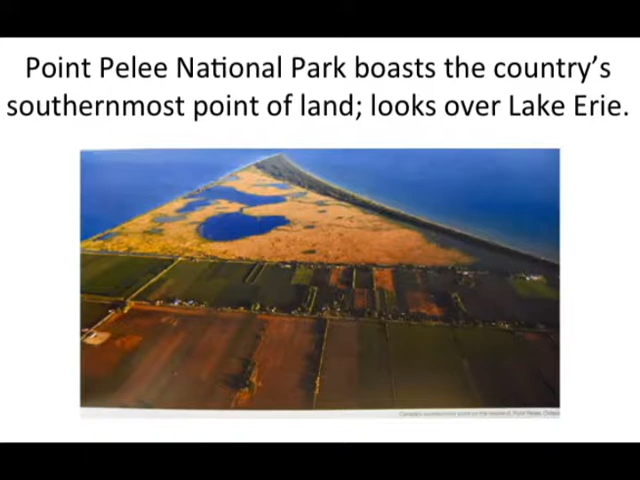 Point Pelee National Park boasts the country’s
southernmost point of land; looks over Lake Erie.